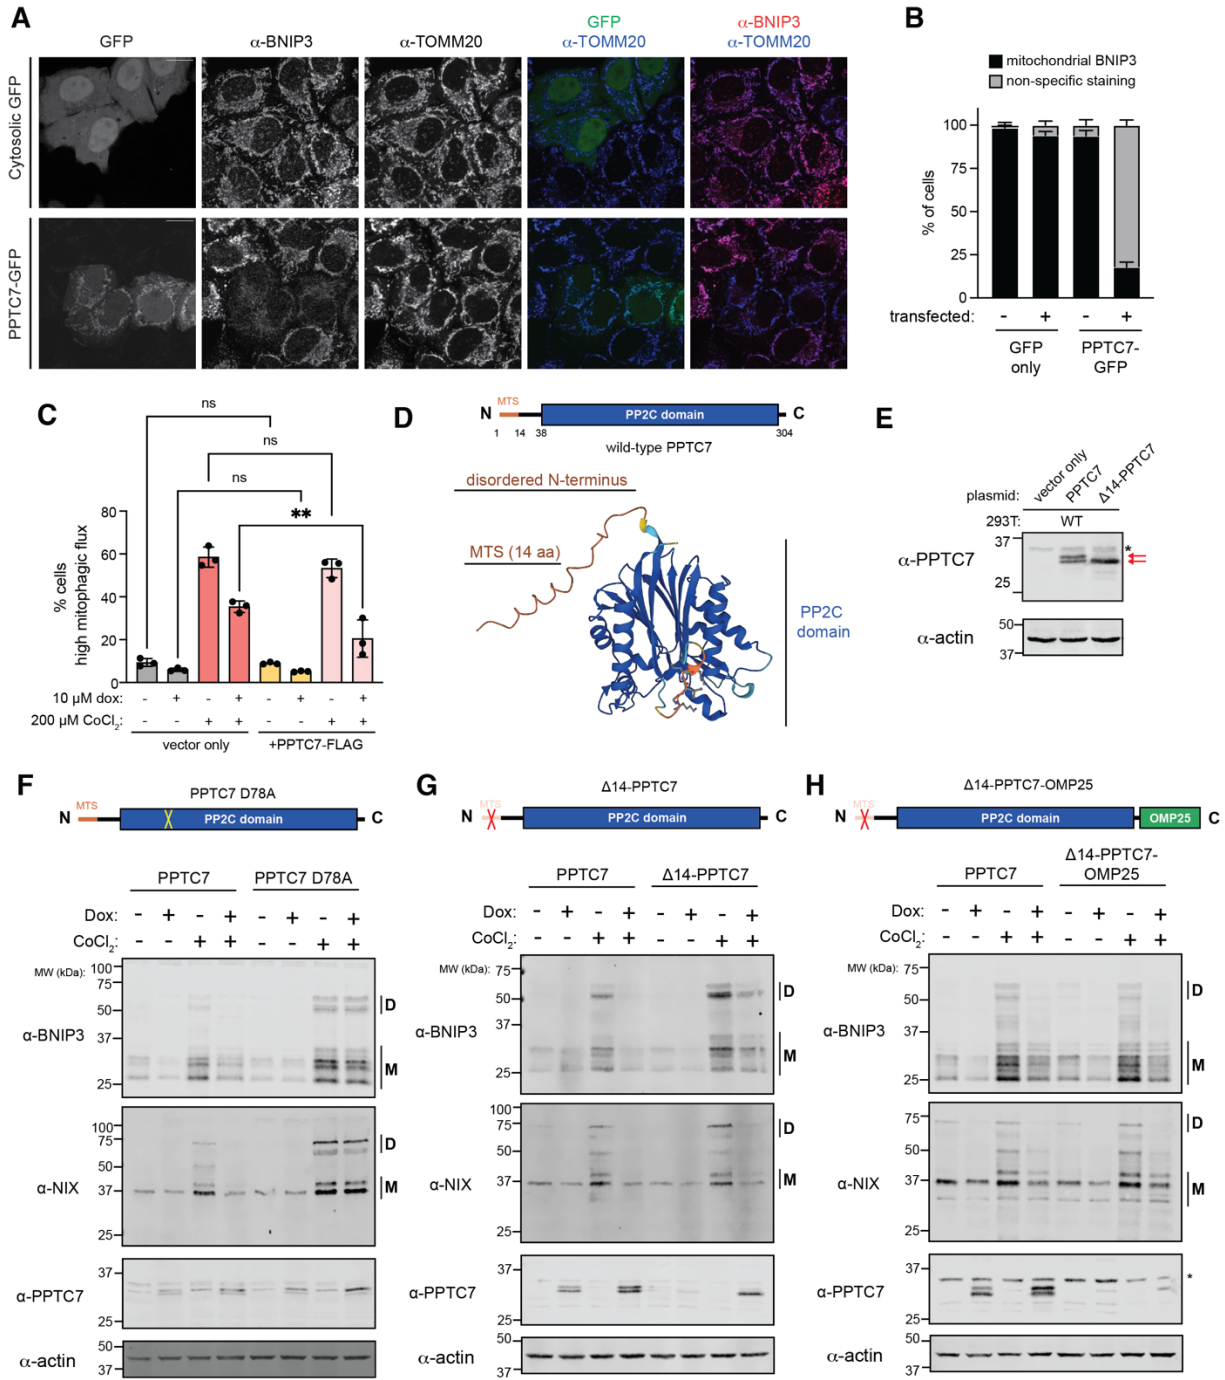 A
GFP
α-BNIP3
α-TOMM20
GFP
α-TOMM20
α-BNIP3
α-TOMM20
Cytosolic GFP
PPTC7-GFP
B
mitochondrial BNIP3
non-specific staining
% of cells
100
75
50
25
0
transfected: - + - +
GFP only
PPTC7-GFP
C
ns
ns
ns
**
% cells
high mitophagic flux
80
60
40
20
0
10 µM dox: - + - + - + - +
200 µM CoCl2: - - + + - - + +
vector only
+PPTC7-FLAG
D
MTS
N PP2C domain C
1 14 38 304
wild-type PPTC7
disordered N-terminus
MTS (14 aa)
PP2C
domain
E
plasmid: vector only PPTC7 Δ14-PPTC7
293T: WT
37
*
α-PPTC7
25
50
α-actin
37
F
PPTC7 D78A
MTS
N PP2C domain C
PPTC7 PPTC7 D78A
Dox: - + - + - - + +
CoCl2: - - + + - - + +
MW (kDa):
100
75
50
37
25
α-BNIP3
D
M
100
75
50
37
25
α-NIX
D
M
37
α-PPTC7
25
50
α-actin
37
G
Δ14-PPTC7
MTS
N PP2C domain C
PPTC7 Δ14-PPTC7
Dox: - + - + - - - +
CoCl2: - - + + - - + +
MW (kDa):
75
50
37
25
α-BNIP3
D
M
100
75
50
37
25
α-NIX
D
M
37
α-PPTC7
25
50
α-actin
37
H
Δ14-PPTC7-OMP25
MTS
N PP2C domain OMP25 C
PPTC7
Δ14-PPTC7-
OMP25
Dox: - + - + - - - +
CoCl2: - - + + - - + +
MW (kDa):
75
50
37
25
α-BNIP3
D
M
75
50
37
25
α-NIX
D
M
37
*
α-PPTC7
25
50
α-actin
37